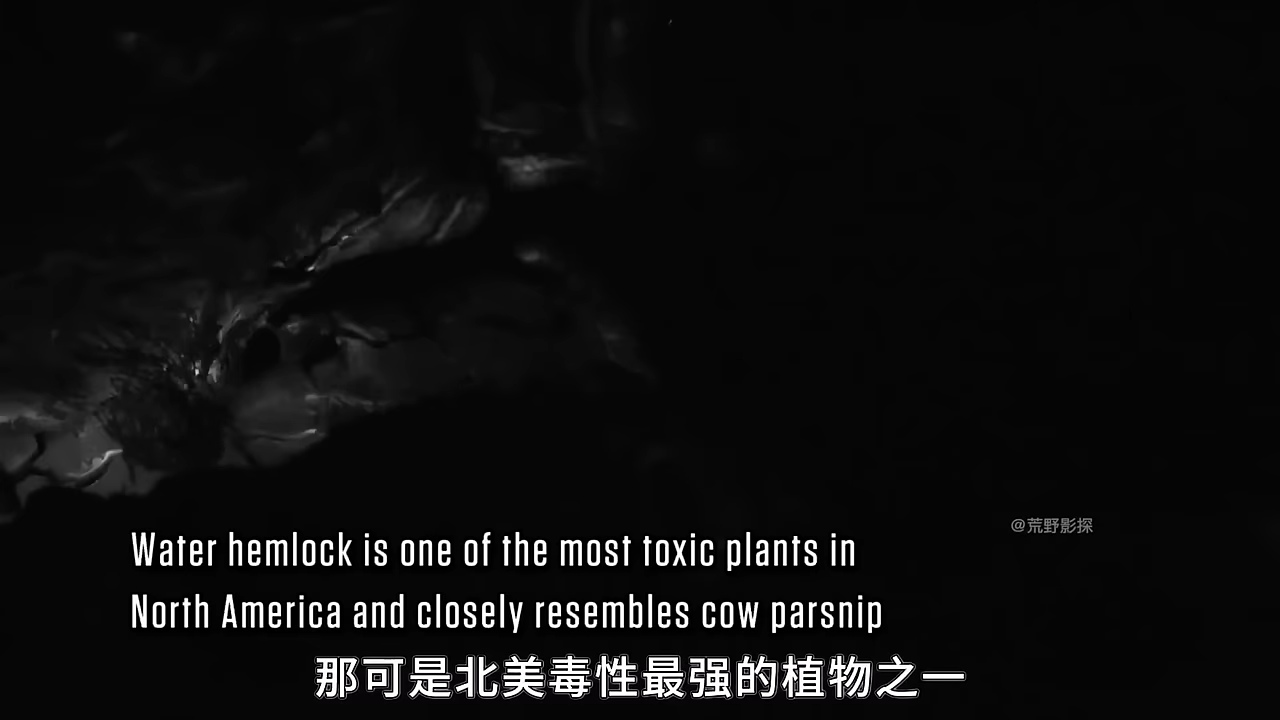 @荒野影探
Water hemlock is one of the most toxic plants in
North America and closely resembles cow parsnip
那可是北美毒性最强的植物之一